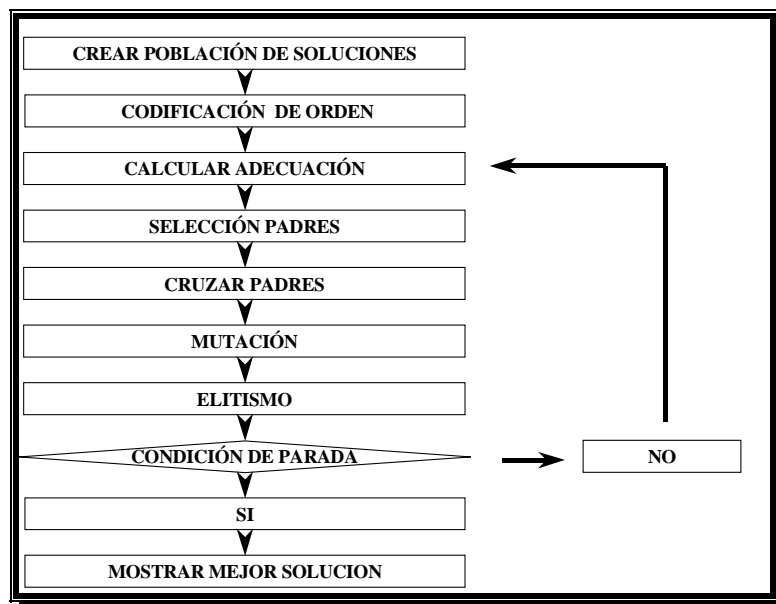 CREAR POBLACIÓN DE SOLUCIONES
CODIFICACIÓN DE ORDEN
CALCULAR ADECUACIÓN
SELECCIÓN PADRES
CRUZAR PADRES
MUTACIÓN
ELITISMO
CONDICIÓN DE PARADA
NO
SI
MOSTRAR MEJOR SOLUCION